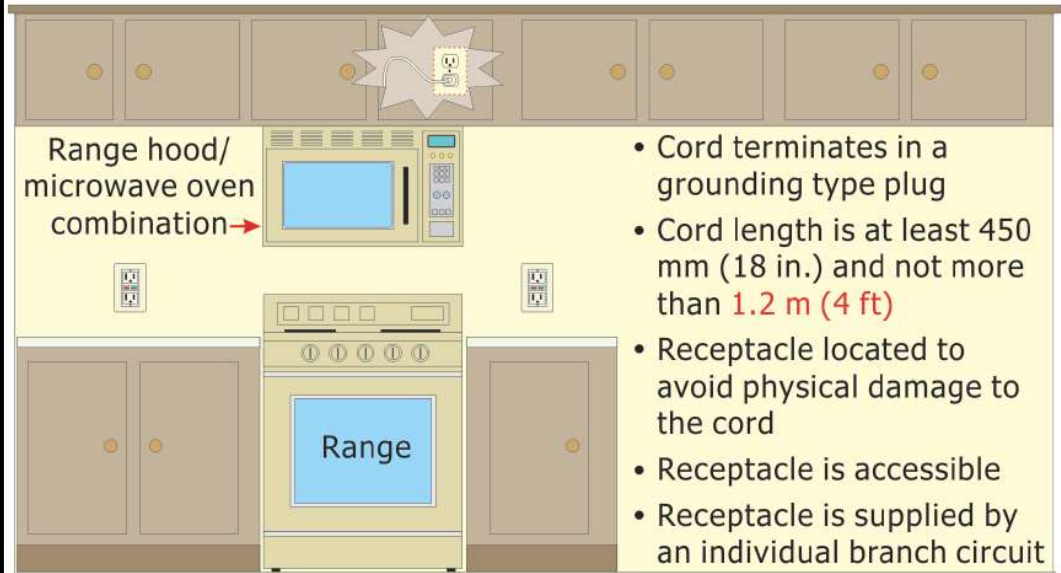 Range hood/
microwave oven
combination
Range
• Cord terminates in a
grounding type plug
• Cord length is at least 450
mm (18 in.) and not more
than 1.2 m (4 ft)
• Receptacle located to
avoid physical damage to
the cord
• Receptacle is accessible
• Receptacle is supplied by
an individual branch circuit